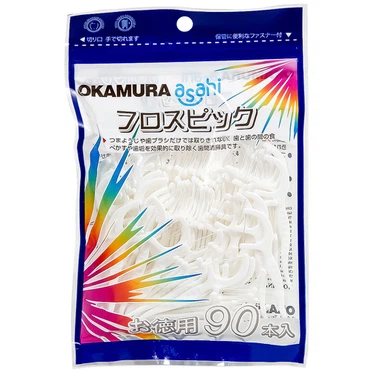 切り口 手で切れます
保管に便利なファスナー付
OKAMURA asahi
フロスピック
つまようじや歯ブラシだけでは取りきれない、歯と歯の間の食
べかすや歯垢を効果的に取り除く歯間清掃具です。
お徳用 90本入